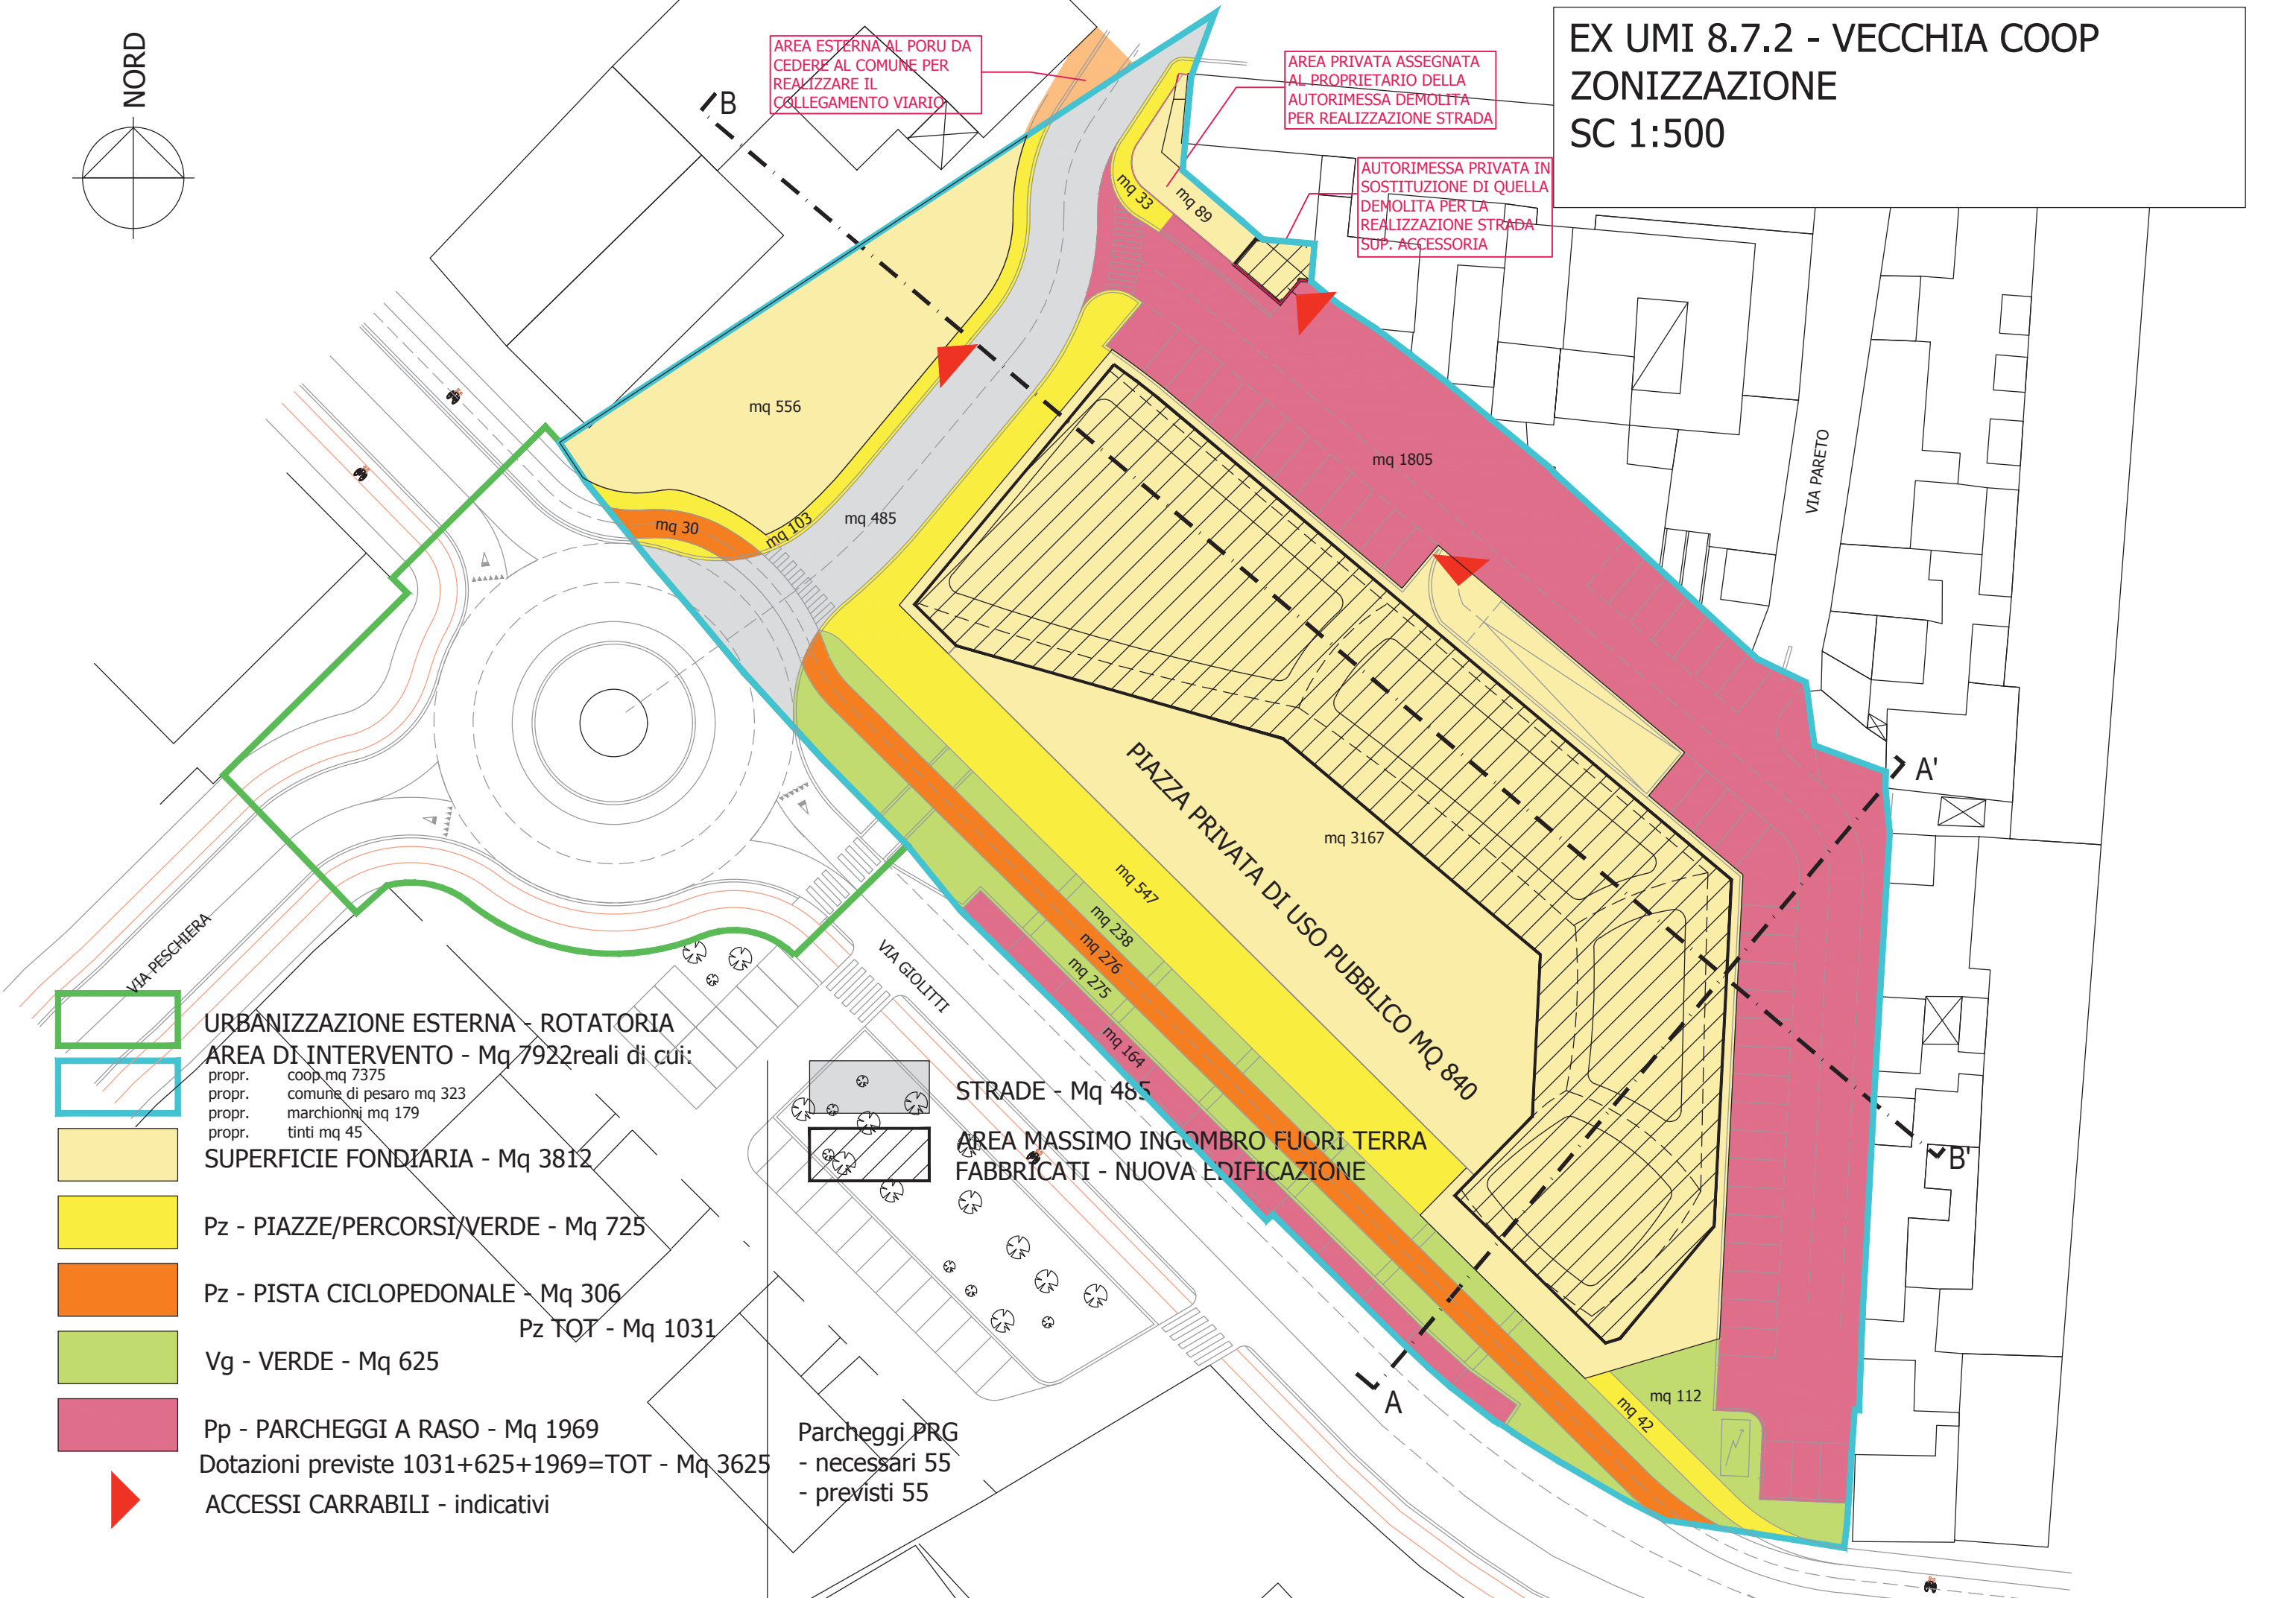 NORD
EX UMI 8.7.2 - VECCHIA COOP
ZONIZZAZIONE
SC 1:500
AREA ESTERNA AL PORU DA
CEDERE AL COMUNE PER
REALIZZARE IL
COLLEGAMENTO VIARIO
AREA PRIVATA ASSEGNATA
AL PROPRIETARIO DELLA
AUTORIMESSA DEMOLITA
PER REALIZZAZIONE STRADA
AUTORIMESSA PRIVATA IN
SOSTITUZIONE DI QUELLA
DEMOLITA PER LA
REALIZZAZIONE STRADA
SUP. ACCESSORIA
B
mq 33
mq 89
mq 556
mq 1805
VIA PARETO
mq 30
mq 103
mq 485
A'
PIAZZA PRIVATA DI USO PUBBLICO MQ 840
mq 3167
mq 547
mq 238
mq 276
mq 275
mq 164
VIA PESCHIERA
VIA GIOLITTI
B'
A
mq 112
mq 42
URBANIZZAZIONE ESTERNA - ROTATORIA
AREA DI INTERVENTO - Mq 7922reali di cui:
propr. coop mq 7375
propr. comune di pesaro mq 323
propr. marchionni mq 179
propr. tinti mq 45
SUPERFICIE FONDIARIA - Mq 3812
Pz - PIAZZE/PERCORSI/VERDE - Mq 725
Pz - PISTA CICLOPEDONALE - Mq 306
Pz TOT - Mq 1031
Vg - VERDE - Mq 625
Pp - PARCHEGGI A RASO - Mq 1969
Dotazioni previste 1031+625+1969=TOT - Mq 3625
ACCESSI CARRABILI - indicativi
STRADE - Mq 485
AREA MASSIMO INGOMBRO FUORI TERRA
FABBRICATI - NUOVA EDIFICAZIONE
Parcheggi PRG
- necessari 55
- previsti 55